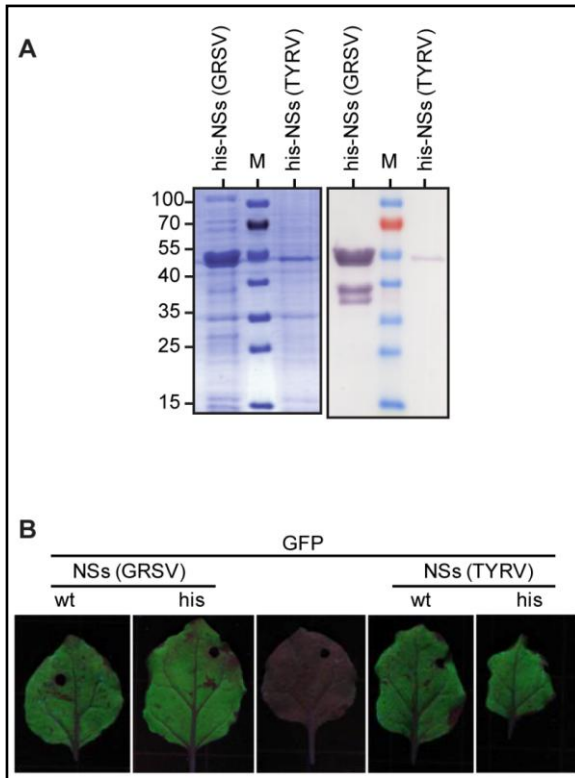 A
his-NSs (GRSV)
M
his-NSs (TYRV)
his-NSs (GRSV)
M
his-NSs (TYRV)
100
70
55
40
35
25
15
B
GFP
NSs (GRSV) NSs (TYRV)
wt his wt his